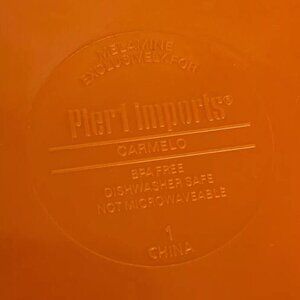 MELAMINE
EXCLUSIVELY FOR
Pier 1 imports®
CARMELO
BPA FREE
DISHWASHER SAFE
NOT MICROWAVEABLE
1
CHINA